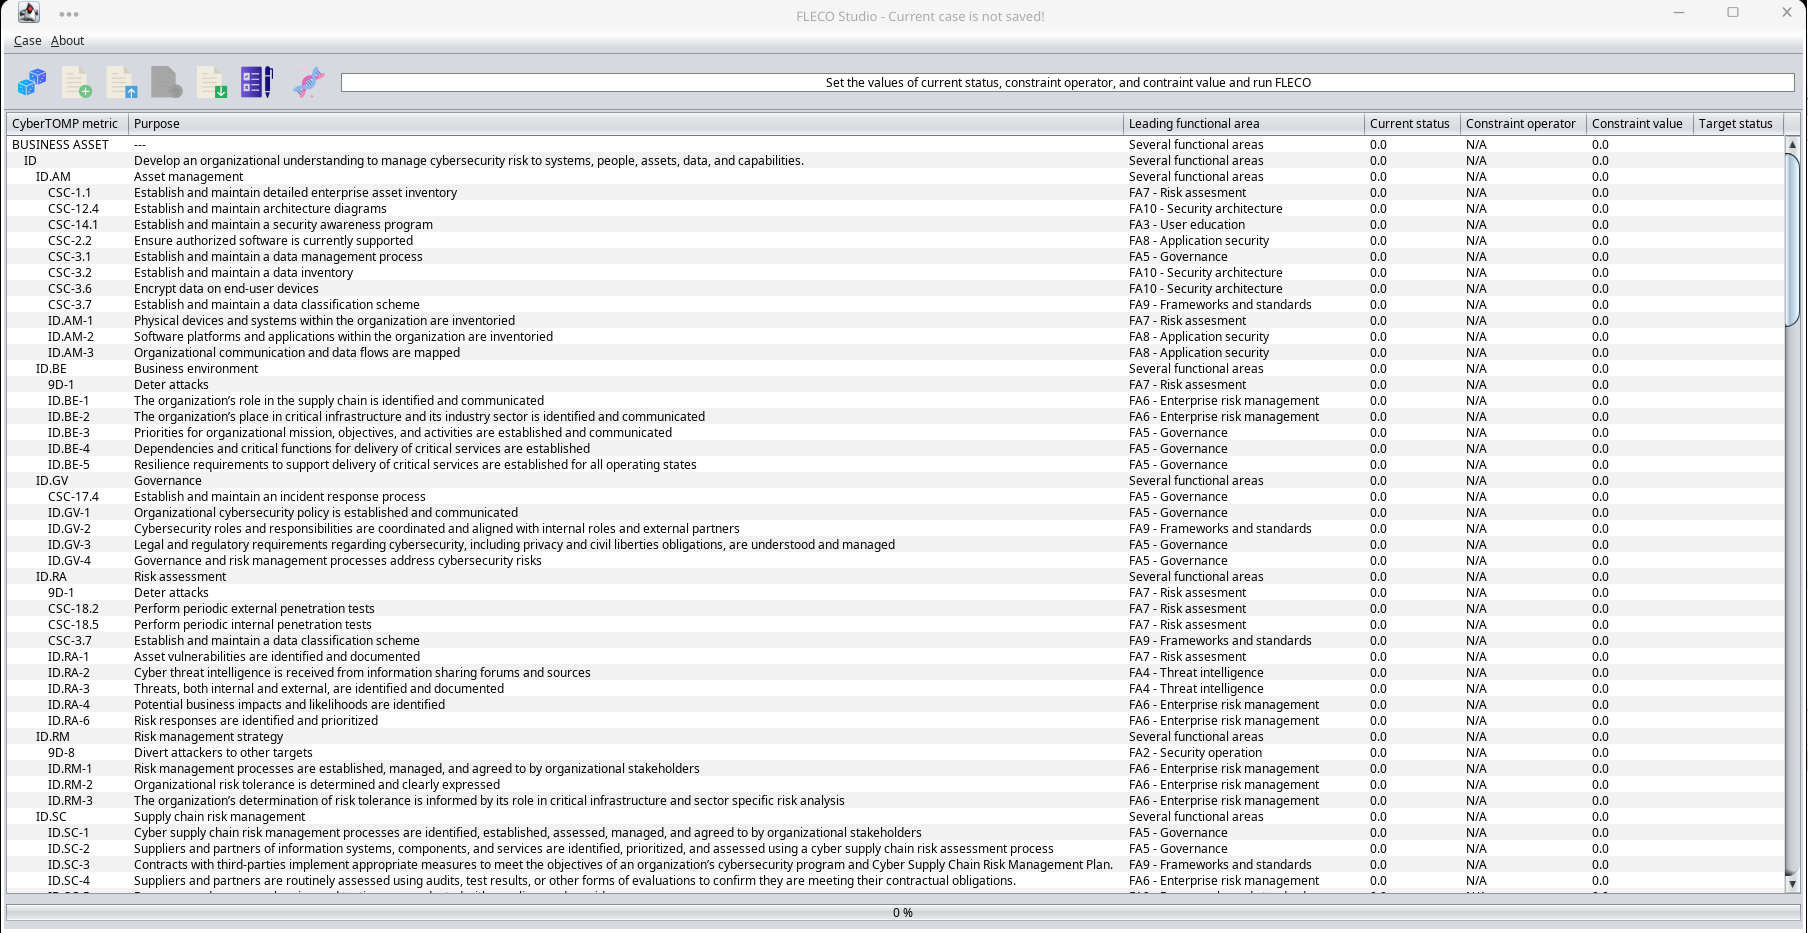 FLECO Studio - Current case is not saved!
Case About
Set the values of current status, constraint operator, and contraint value and run FLECO
CyberTOMP metric Purpose Leading functional area Current status Constraint operator Constraint value Target status
BUSINESS ASSET --- Several functional areas 0.0 N/A 0.0
ID Develop an organizational understanding to manage cybersecurity risk to systems, people, assets, data, and capabilities. Several functional areas 0.0 N/A 0.0
ID.AM Asset management Several functional areas 0.0 N/A 0.0
CSC-1.1 Establish and maintain detailed enterprise asset inventory FA7 - Risk assesment 0.0 N/A 0.0
CSC-12.4 Establish and maintain architecture diagrams FA10 - Security architecture 0.0 N/A 0.0
CSC-14.1 Establish and maintain a security awareness program FA3 - User education 0.0 N/A 0.0
CSC-2.2 Ensure authorized software is currently supported FA8 - Application security 0.0 N/A 0.0
CSC-3.1 Establish and maintain a data management process FA5 - Governance 0.0 N/A 0.0
CSC-3.2 Establish and maintain a data inventory FA10 - Security architecture 0.0 N/A 0.0
CSC-3.6 Encrypt data on end-user devices FA10 - Security architecture 0.0 N/A 0.0
CSC-3.7 Establish and maintain a data classification scheme FA9 - Frameworks and standards 0.0 N/A 0.0
ID.AM-1 Physical devices and systems within the organization are inventoried FA7 - Risk assesment 0.0 N/A 0.0
ID.AM-2 Software platforms and applications within the organization are inventoried FA8 - Application security 0.0 N/A 0.0
ID.AM-3 Organizational communication and data flows are mapped FA8 - Application security 0.0 N/A 0.0
ID.BE Business environment Several functional areas 0.0 N/A 0.0
9D-1 Deter attacks FA7 - Risk assesment 0.0 N/A 0.0
ID.BE-1 The organization’s role in the supply chain is identified and communicated FA6 - Enterprise risk management 0.0 N/A 0.0
ID.BE-2 The organization’s place in critical infrastructure and its industry sector is identified and communicated FA6 - Enterprise risk management 0.0 N/A 0.0
ID.BE-3 Priorities for organizational mission, objectives, and activities are established and communicated FA5 - Governance 0.0 N/A 0.0
ID.BE-4 Dependencies and critical functions for delivery of critical services are established FA5 - Governance 0.0 N/A 0.0
ID.BE-5 Resilience requirements to support delivery of critical services are established for all operating states FA5 - Governance 0.0 N/A 0.0
ID.GV Governance Several functional areas 0.0 N/A 0.0
CSC-17.4 Establish and maintain an incident response process FA5 - Governance 0.0 N/A 0.0
ID.GV-1 Organizational cybersecurity policy is established and communicated FA5 - Governance 0.0 N/A 0.0
ID.GV-2 Cybersecurity roles and responsibilities are coordinated and aligned with internal roles and external partners FA9 - Frameworks and standards 0.0 N/A 0.0
ID.GV-3 Legal and regulatory requirements regarding cybersecurity, including privacy and civil liberties obligations, are understood and managed FA5 - Governance 0.0 N/A 0.0
ID.GV-4 Governance and risk management processes address cybersecurity risks FA5 - Governance 0.0 N/A 0.0
ID.RA Risk assessment Several functional areas 0.0 N/A 0.0
9D-1 Deter attacks FA7 - Risk assesment 0.0 N/A 0.0
CSC-18.2 Perform periodic external penetration tests FA7 - Risk assesment 0.0 N/A 0.0
CSC-18.5 Perform periodic internal penetration tests FA7 - Risk assesment 0.0 N/A 0.0
CSC-3.7 Establish and maintain a data classification scheme FA9 - Frameworks and standards 0.0 N/A 0.0
ID.RA-1 Asset vulnerabilities are identified and documented FA7 - Risk assesment 0.0 N/A 0.0
ID.RA-2 Cyber threat intelligence is received from information sharing forums and sources FA4 - Threat intelligence 0.0 N/A 0.0
ID.RA-3 Threats, both internal and external, are identified and documented FA4 - Threat intelligence 0.0 N/A 0.0
ID.RA-4 Potential business impacts and likelihoods are identified FA6 - Enterprise risk management 0.0 N/A 0.0
ID.RA-6 Risk responses are identified and prioritized FA6 - Enterprise risk management 0.0 N/A 0.0
ID.RM Risk management strategy Several functional areas 0.0 N/A 0.0
9D-8 Divert attackers to other targets FA2 - Security operation 0.0 N/A 0.0
ID.RM-1 Risk management processes are established, managed, and agreed to by organizational stakeholders FA6 - Enterprise risk management 0.0 N/A 0.0
ID.RM-2 Organizational risk tolerance is determined and clearly expressed FA6 - Enterprise risk management 0.0 N/A 0.0
ID.RM-3 The organization’s determination of risk tolerance is informed by its role in critical infrastructure and sector specific risk analysis FA6 - Enterprise risk management 0.0 N/A 0.0
ID.SC Supply chain risk management Several functional areas 0.0 N/A 0.0
ID.SC-1 Cyber supply chain risk management processes are identified, established, assessed, managed, and agreed to by organizational stakeholders FA5 - Governance 0.0 N/A 0.0
ID.SC-2 Suppliers and partners of information systems, components, and services are identified, prioritized, and assessed using a cyber supply chain risk assessment process FA5 - Governance 0.0 N/A 0.0
ID.SC-3 Contracts with third-parties implement appropriate measures to meet the objectives of an organization’s cybersecurity program and Cyber Supply Chain Risk Management Plan. FA9 - Frameworks and standards 0.0 N/A 0.0
ID.SC-4 Suppliers and partners are routinely assessed using audits, test results, or other forms of evaluations to confirm they are meeting their contractual obligations. FA6 - Enterprise risk management 0.0 N/A 0.0
0 %